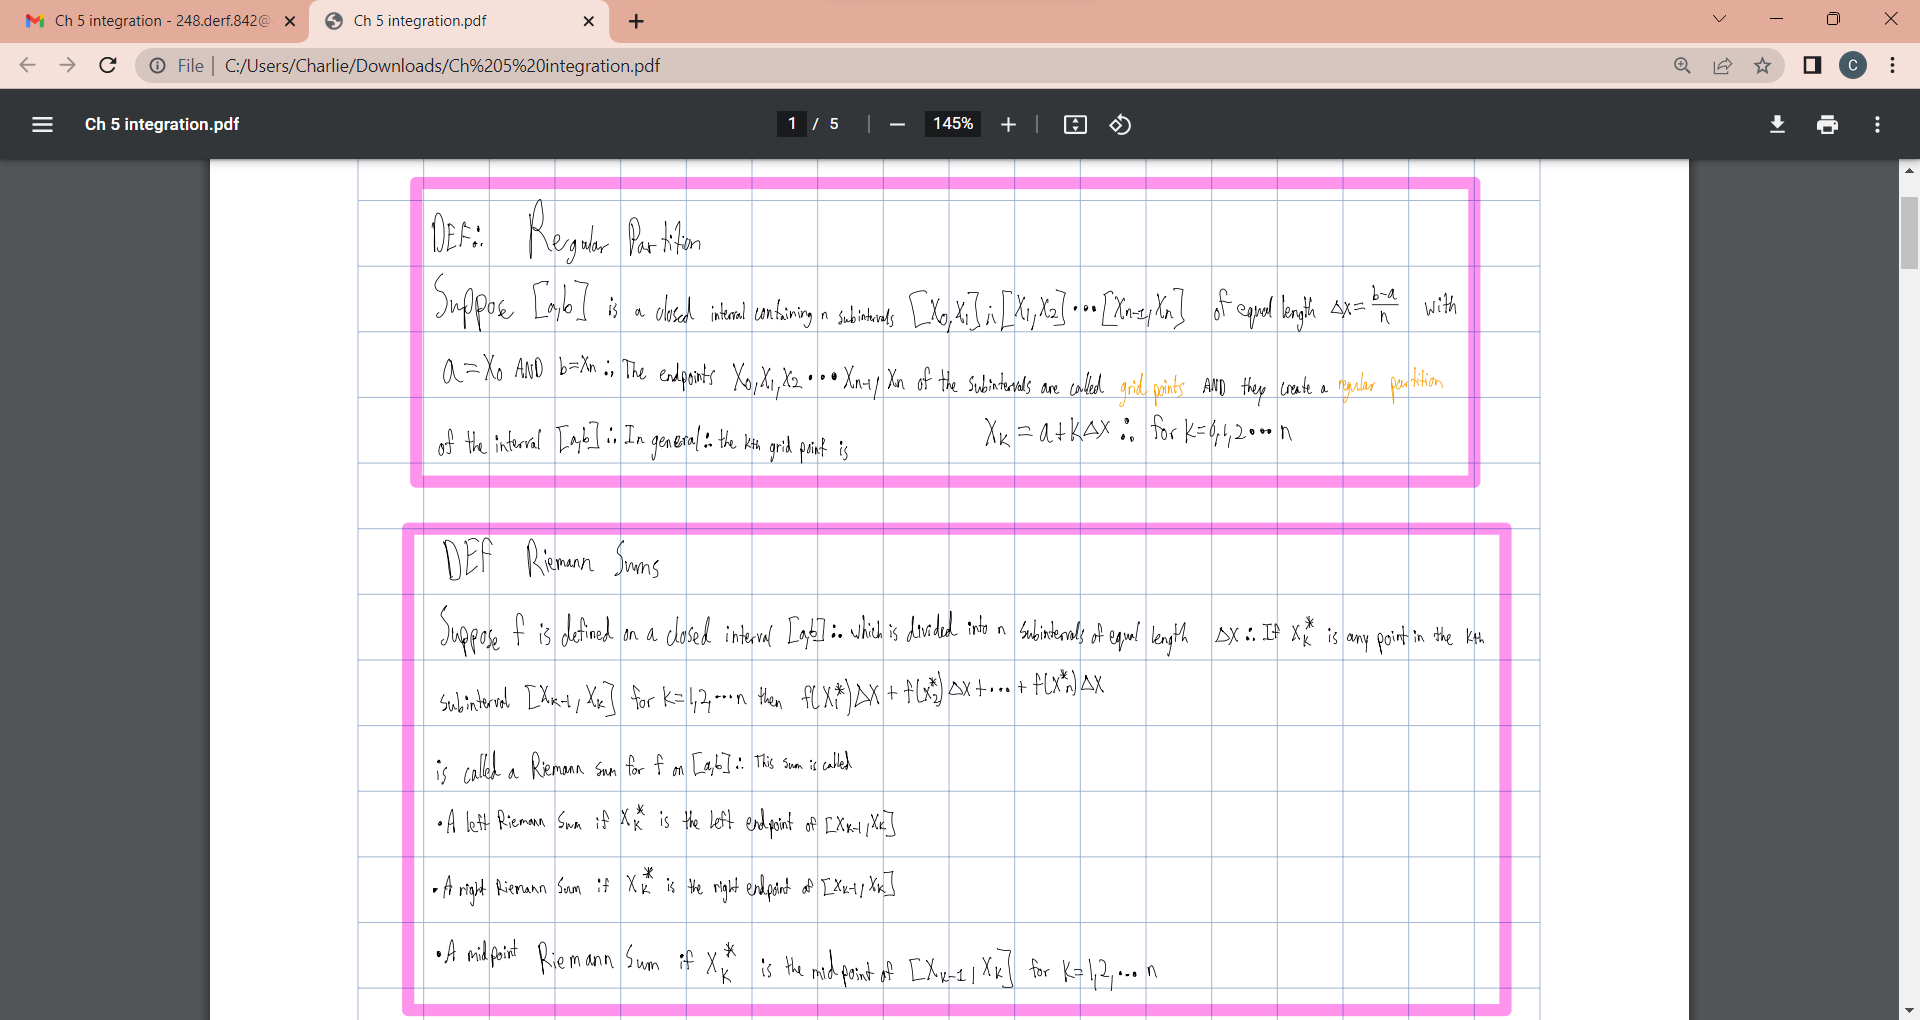 Ch 5 integration - 248.derf.842@
Ch 5 integration.pdf
File | C:/Users/Charlie/Downloads/Ch%205%20integration.pdf
C
Ch 5 integration.pdf
1 / 5
145%
DEF: Regular Partition
Suppose [a,b] is a closed interval containing n subintervals [X₀,X₁] ; [X₁,X₂] ... [Xn-1,Xn] of equal length ΔX = b-a/n with
a=X₀ AND b=Xn ∴ The endpoints X₀,X₁,X₂ ... Xn-1, Xn of the subintervals are called grid points AND they create a regular partition
of the interval [a,b] ∴ In general ∴ the kth grid point is Xₖ = a+kΔX ∴ for k=0,1,2 ... n
DEF Riemann Sums
Suppose f is defined on a closed interval [a,b] ∴ which is divided into n subintervals of equal length ΔX ∴ If Xₖ* is any point in the kth
subinterval [Xk-1, Xk] for k=1,2, ... n then f(X₁*)ΔX + f(X₂*)ΔX + ... + f(Xn*)ΔX
is called a Riemann sum for f on [a,b] ∴ This sum is called
• A left Riemann Sum if Xₖ* is the left endpoint of [Xk-1, Xk]
• A right Riemann Sum if Xₖ* is the right endpoint of [Xk-1, Xk]
• A midpoint Riemann Sum if Xₖ* is the midpoint of [Xk-1, Xk] for k=1,2, ... n